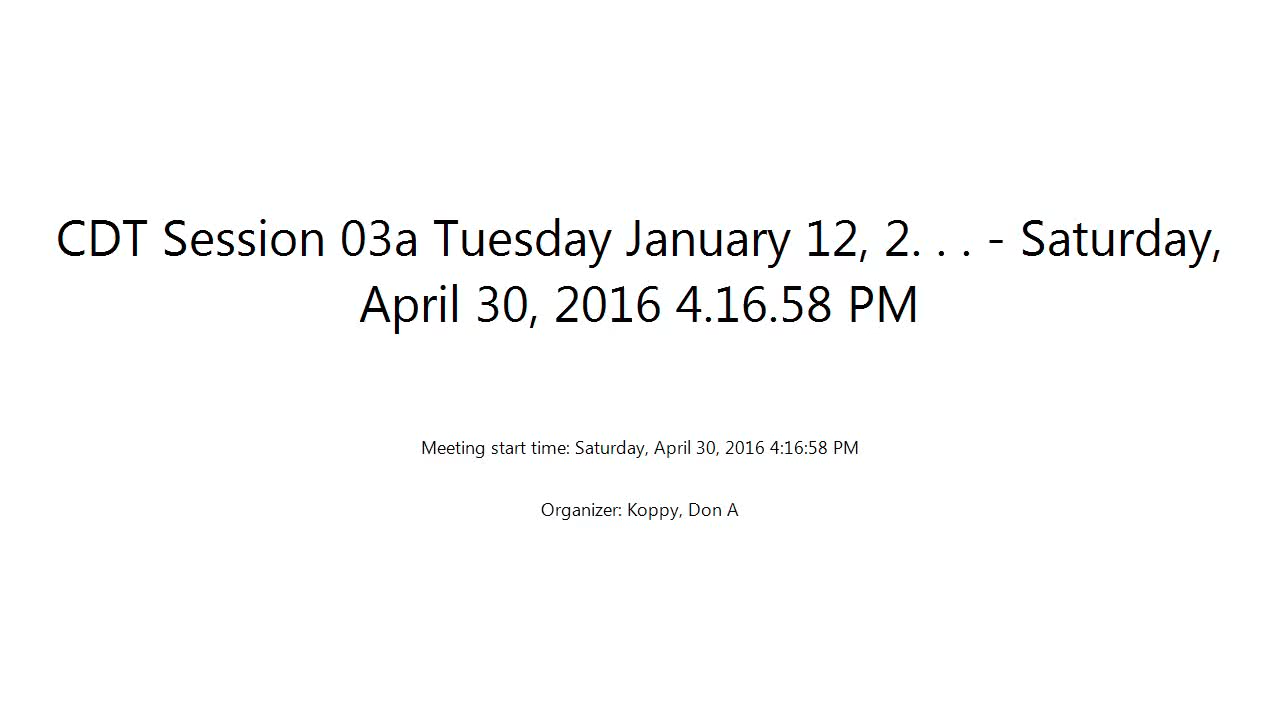 CDT Session 03a Tuesday January 12, 2. . . - Saturday,
April 30, 2016 4.16.58 PM
Meeting start time: Saturday, April 30, 2016 4:16:58 PM
Organizer: Koppy, Don A